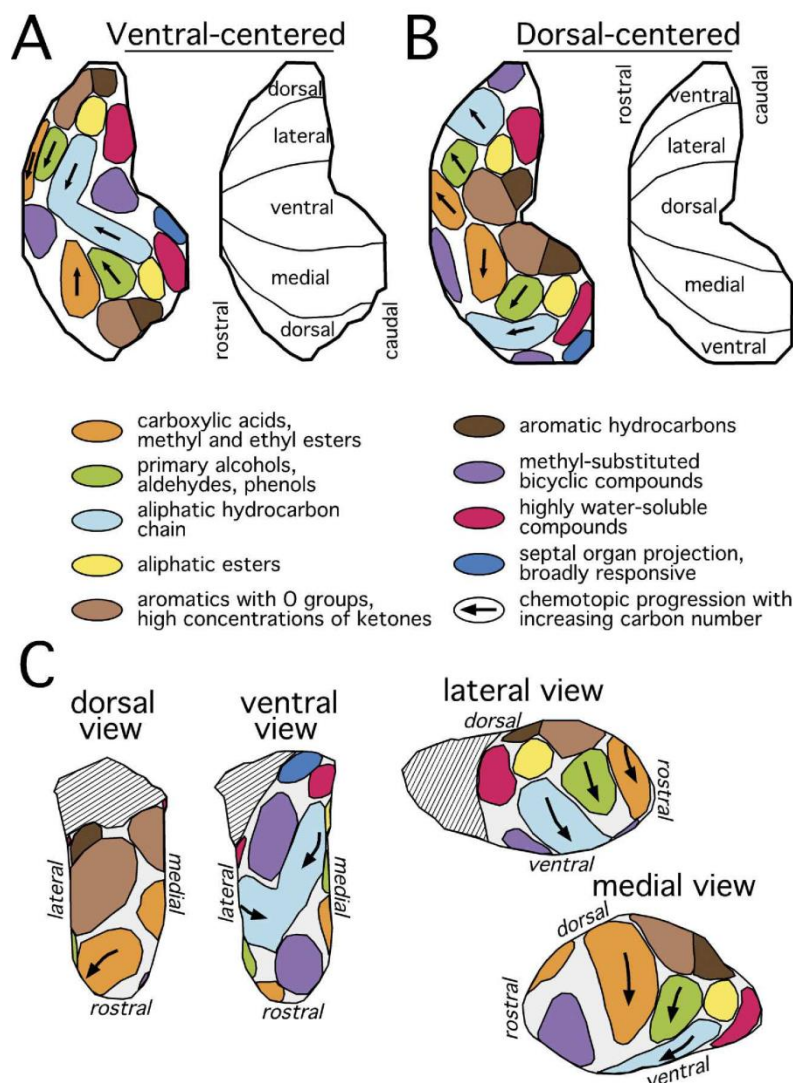 A
Ventral-centered
dorsal
lateral
ventral
medial
dorsal
rostral
caudal
B
Dorsal-centered
rostral
caudal
ventral
lateral
dorsal
medial
ventral
carboxylic acids,
methyl and ethyl esters
primary alcohols,
aldehydes, phenols
aliphatic hydrocarbon
chain
aliphatic esters
aromatics with O groups,
high concentrations of ketones
aromatic hydrocarbons
methyl-substituted
bicyclic compounds
highly water-soluble
compounds
septal organ projection,
broadly responsive
chemotopic progression with
increasing carbon number
C
dorsal
view
lateral
medial
rostral
ventral
view
lateral
medial
rostral
lateral view
dorsal
rostral
ventral
medial view
dorsal
rostral
ventral